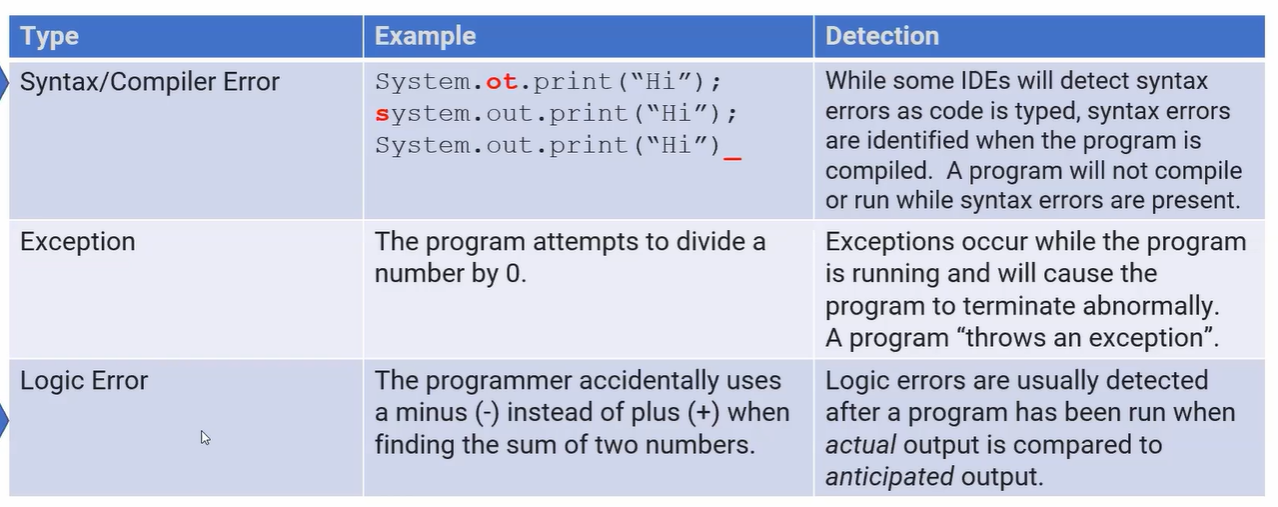 Type Example Detection
Syntax/Compiler Error
System.ot.print(“Hi”);
system.out.print(“Hi”);
System.out.print(“Hi”)_
While some IDEs will detect syntax
errors as code is typed, syntax errors
are identified when the program is
compiled.  A program will not compile
or run while syntax errors are present.
Exception
The program attempts to divide a
number by 0.
Exceptions occur while the program
is running and will cause the
program to terminate abnormally.
A program “throws an exception”.
Logic Error
The programmer accidentally uses
a minus (-) instead of plus (+) when
finding the sum of two numbers.
Logic errors are usually detected
after a program has been run when
actual output is compared to
anticipated output.